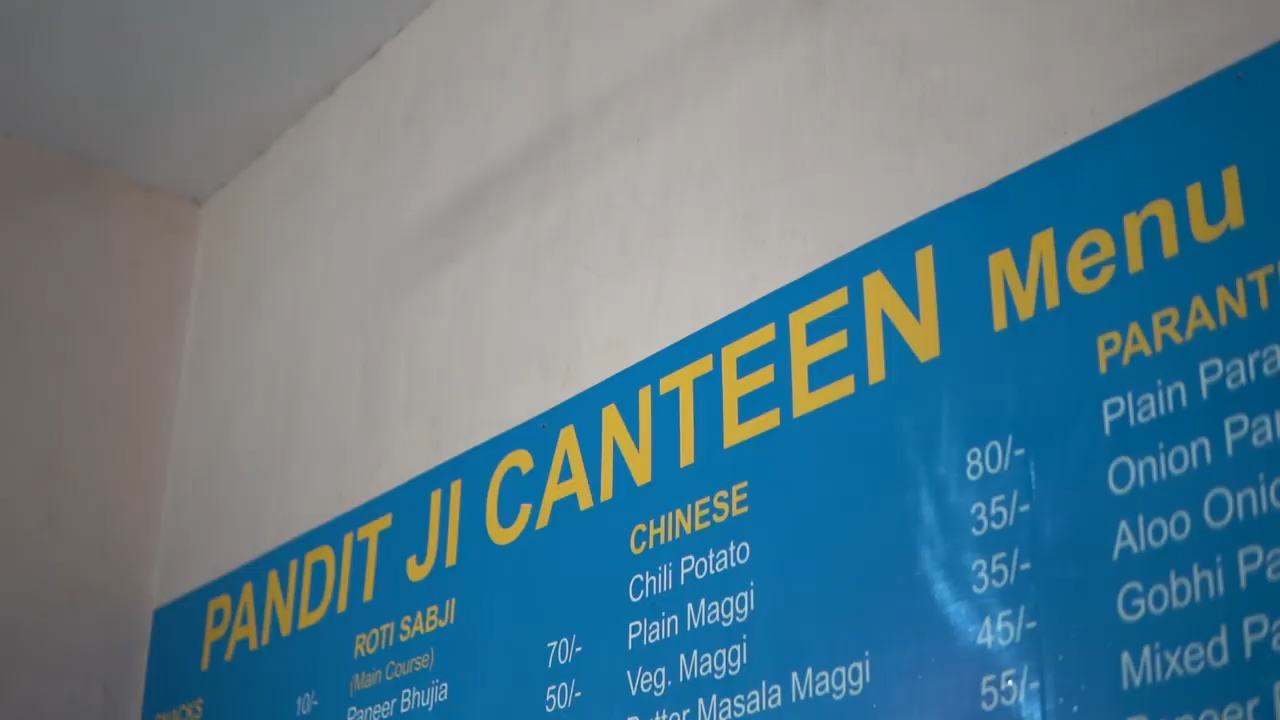 PANDIT JI CANTEEN Menu
SNACKS
10/-
ROTI SABJI
(Main Course)
Paneer Bhujia
70/-
50/-
CHINESE
Chili Potato 80/-
Plain Maggi 35/-
Veg. Maggi 35/-
Butter Masala Maggi 45/-
55/-
PARANT
Plain Para
Onion Par
Aloo Onio
Gobhi Pa
Mixed Pa
Paneer P